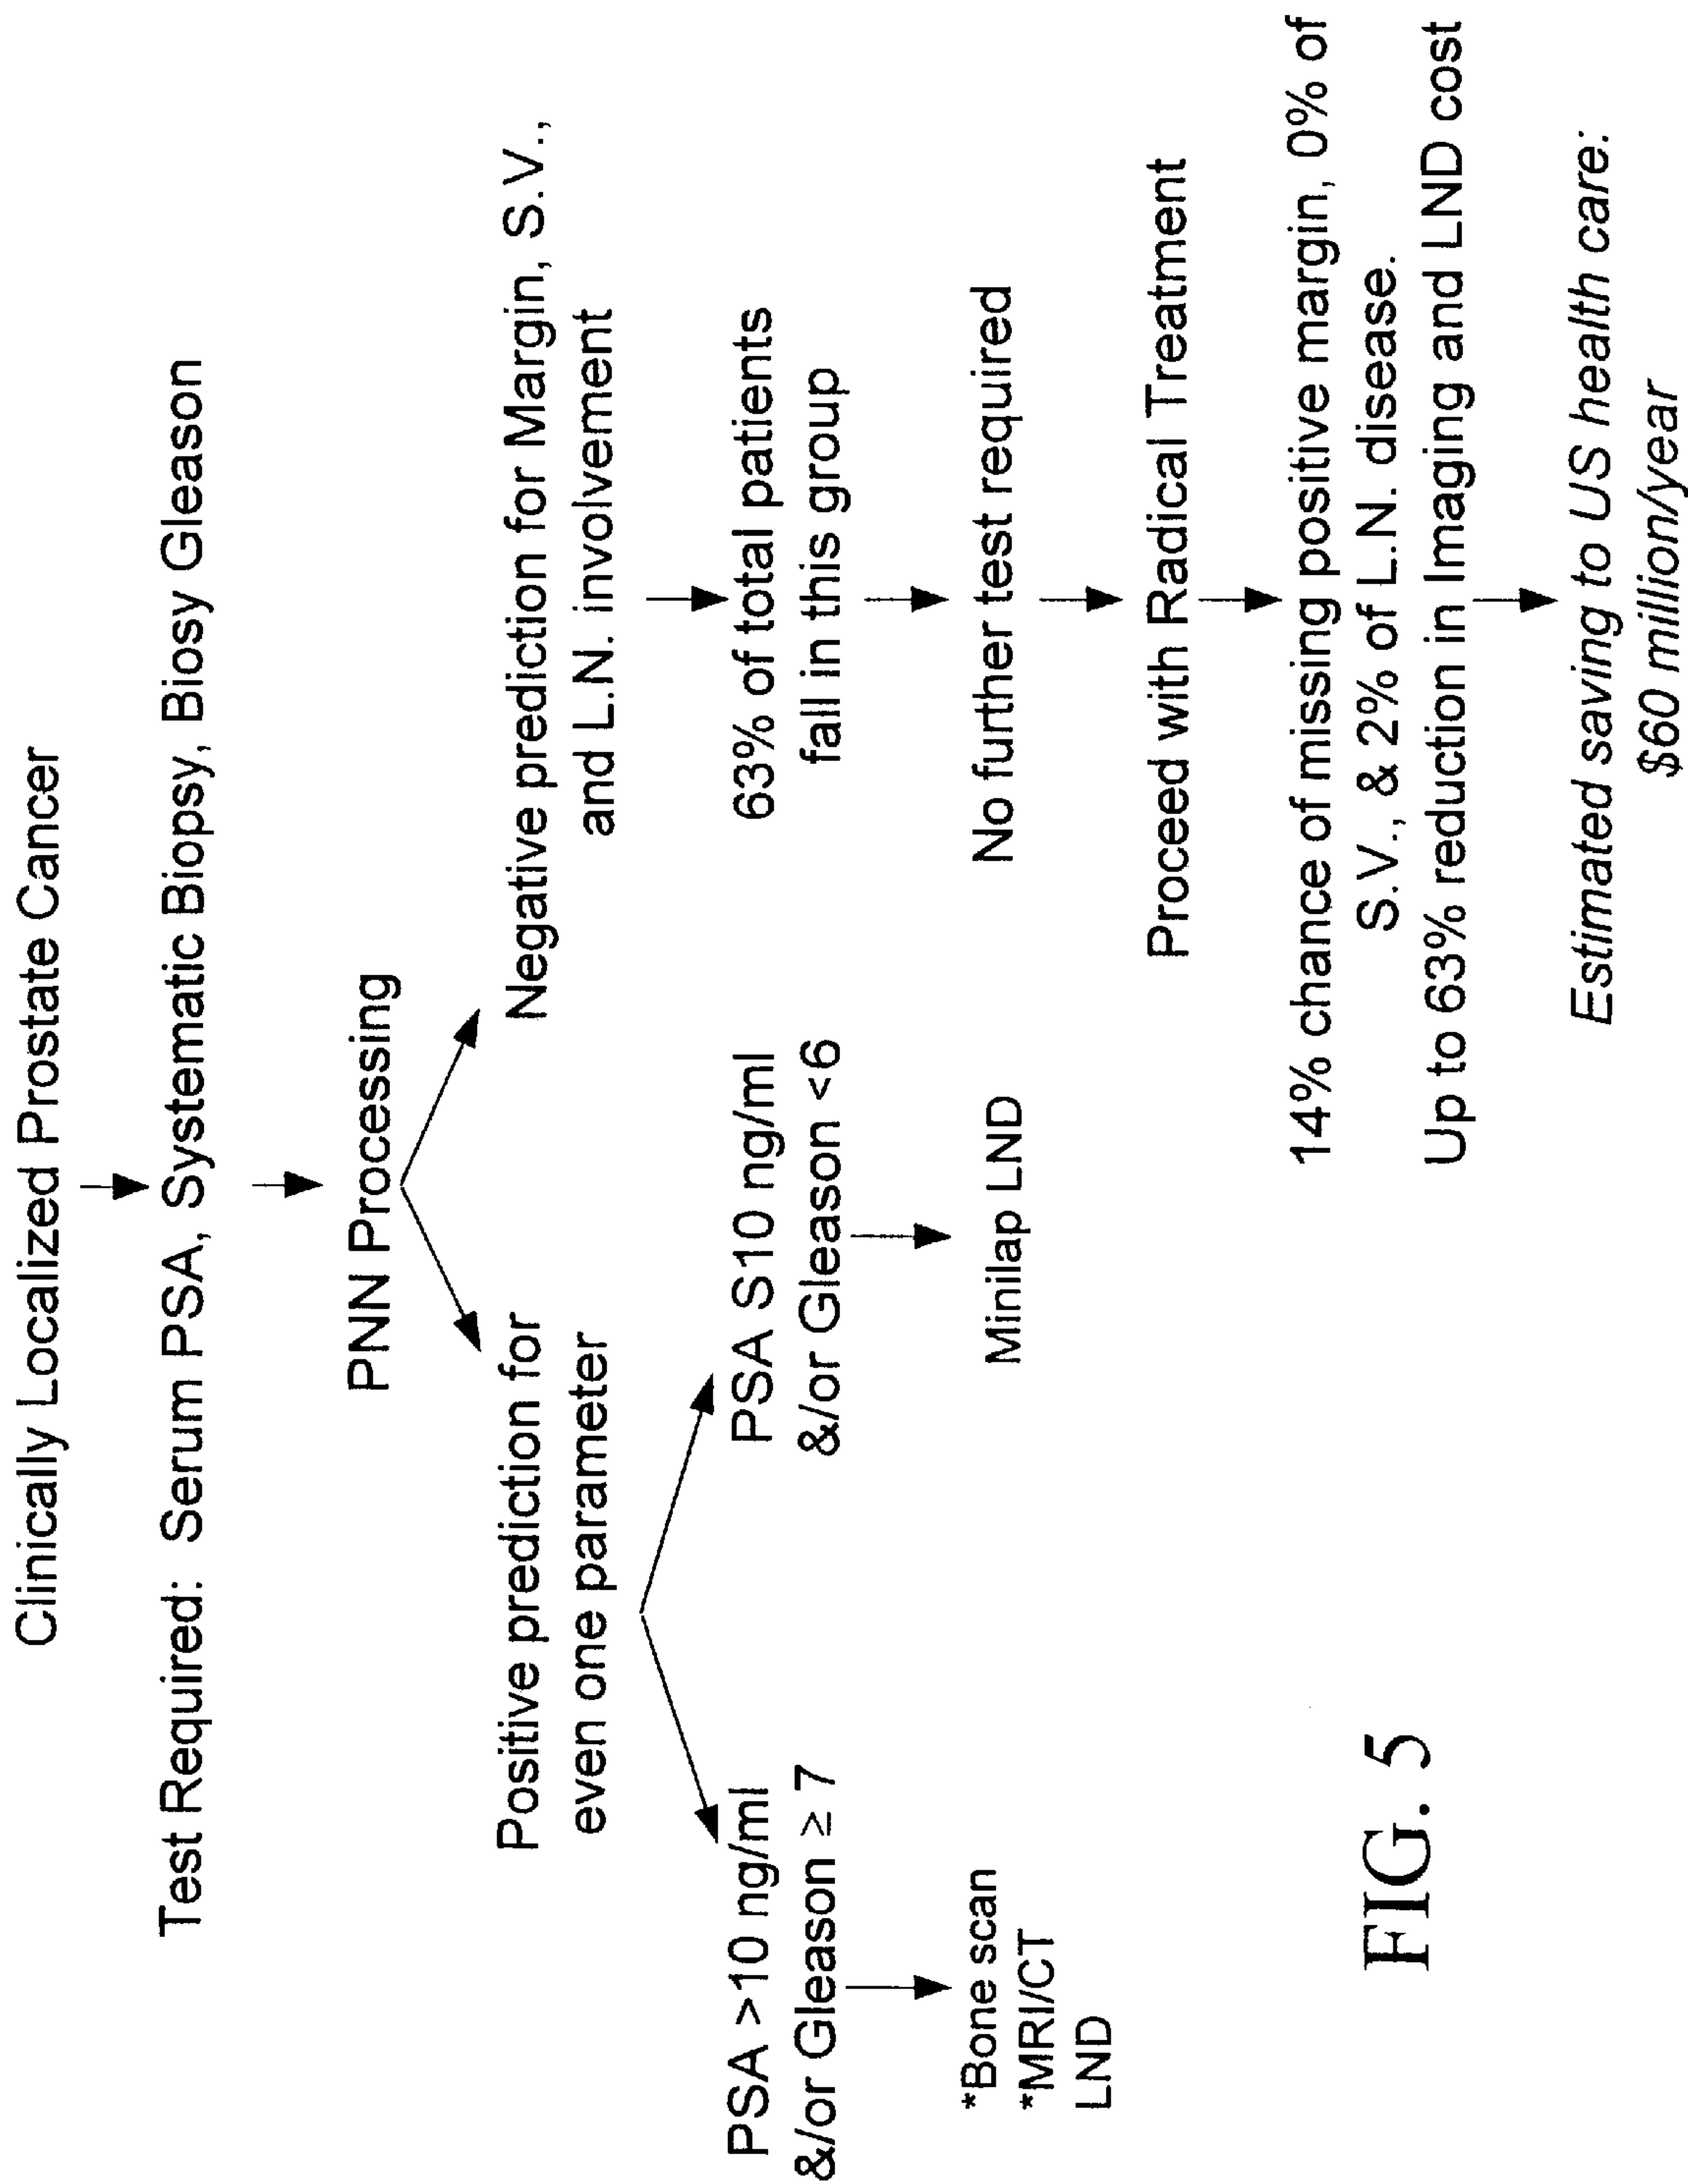 Clinically Localized Prostate Cancer
Test Required: Serum PSA, Systematic Biopsy, Biosy Gleason
PNN Processing
Positive prediction for
even one parameter
Negative prediction for Margin, S.V.,
and L.N. involvement
PSA >10 ng/ml
&/or Gleason ≥ 7
PSA S10 ng/ml
&/or Gleason <6
63% of total patients
fall in this group
*Bone scan
*MRI/CT
LND
Minilap LND
No further test required
Proceed with Radical Treatment
14% chance of missing positive margin, 0% of
S.V., & 2% of L.N. disease.
Up to 63% reduction in Imaging and LND cost
Estimated saving to US health care:
$60 million/year
FIG. 5